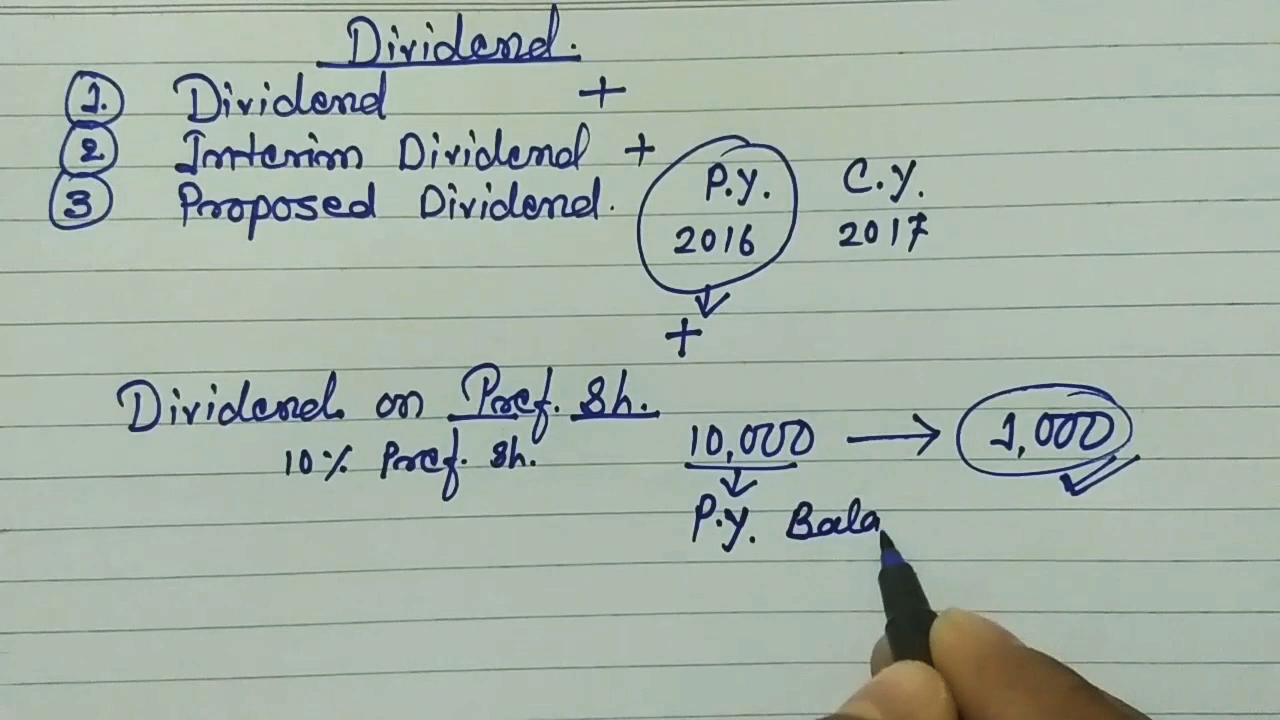 Dividend.
1. Dividend +
2. Interim Dividend +
3 Proposed Dividend.
P.Y. C.Y.
2016 2017
+
Dividend on Pref. Sh.
10% Pref. Sh. 10,000 → 1,000
P.Y. Bala